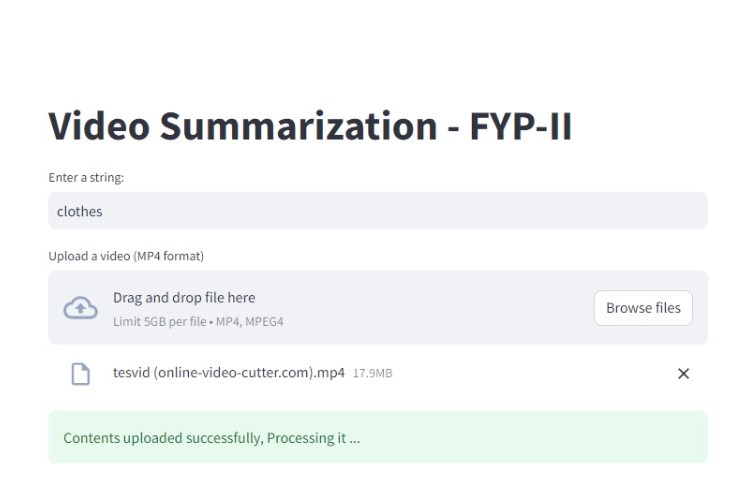 Video Summarization - FYP-II
Enter a string:
clothes
Upload a video (MP4 format)
Drag and drop file here
Limit 5GB per file • MP4, MPEG4
Browse files
tesvid (online-video-cutter.com).mp4 17.9MB
Contents uploaded successfully, Processing it ...